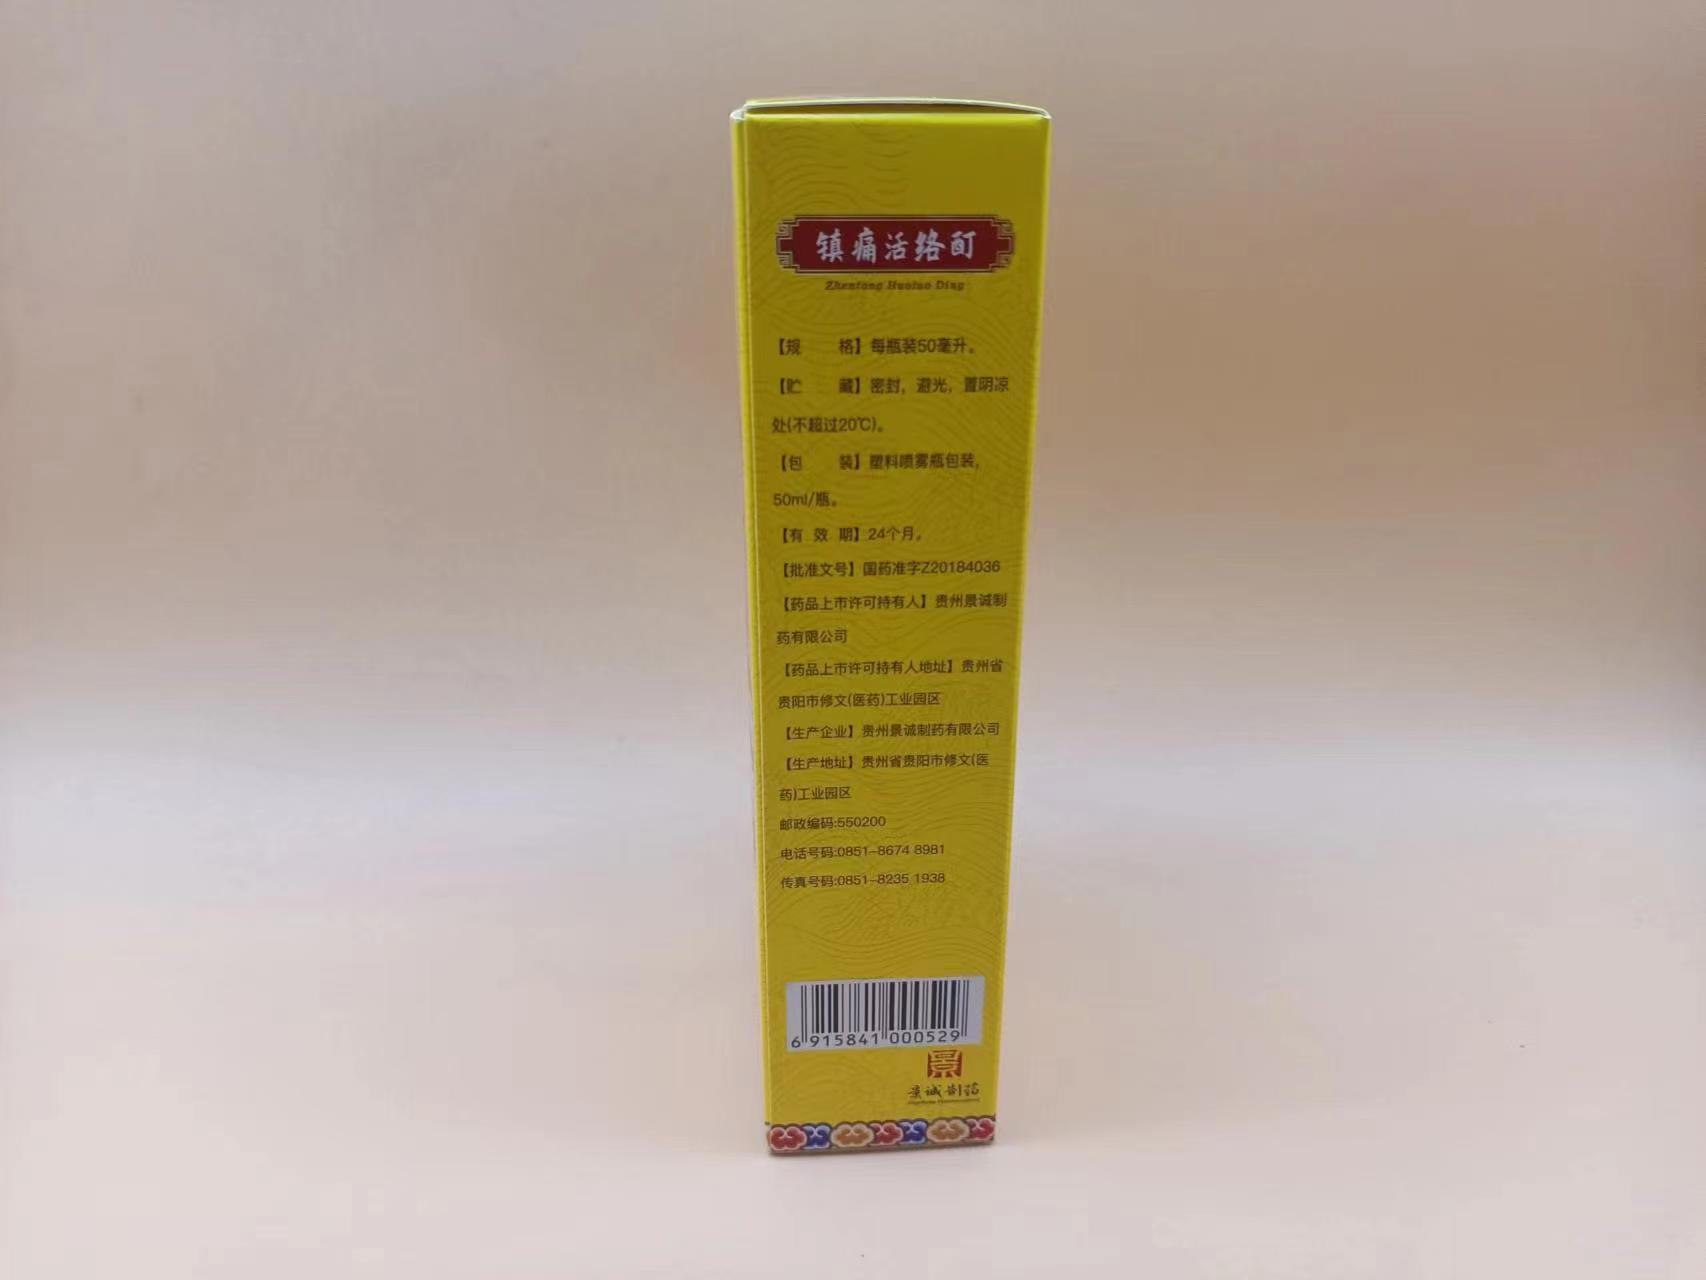 镇痛活络酊
Zhentong Huoluo Ding
【规 格】每瓶装50毫升。
【贮 藏】密封，避光，置阴凉
处(不超过20℃)。
【包 装】塑料喷雾瓶包装，
50ml/瓶。
【有 效 期】24个月。
【批准文号】国药准字Z20184036
【药品上市许可持有人】贵州景诚制
药有限公司
【药品上市许可持有人地址】贵州省
贵阳市修文(医药)工业园区
【生产企业】贵州景诚制药有限公司
【生产地址】贵州省贵阳市修文(医
药)工业园区
邮政编码:550200
电话号码:0851-8674 8981
传真号码:0851-8235 1938
6 915841 000529
景
景诚制药